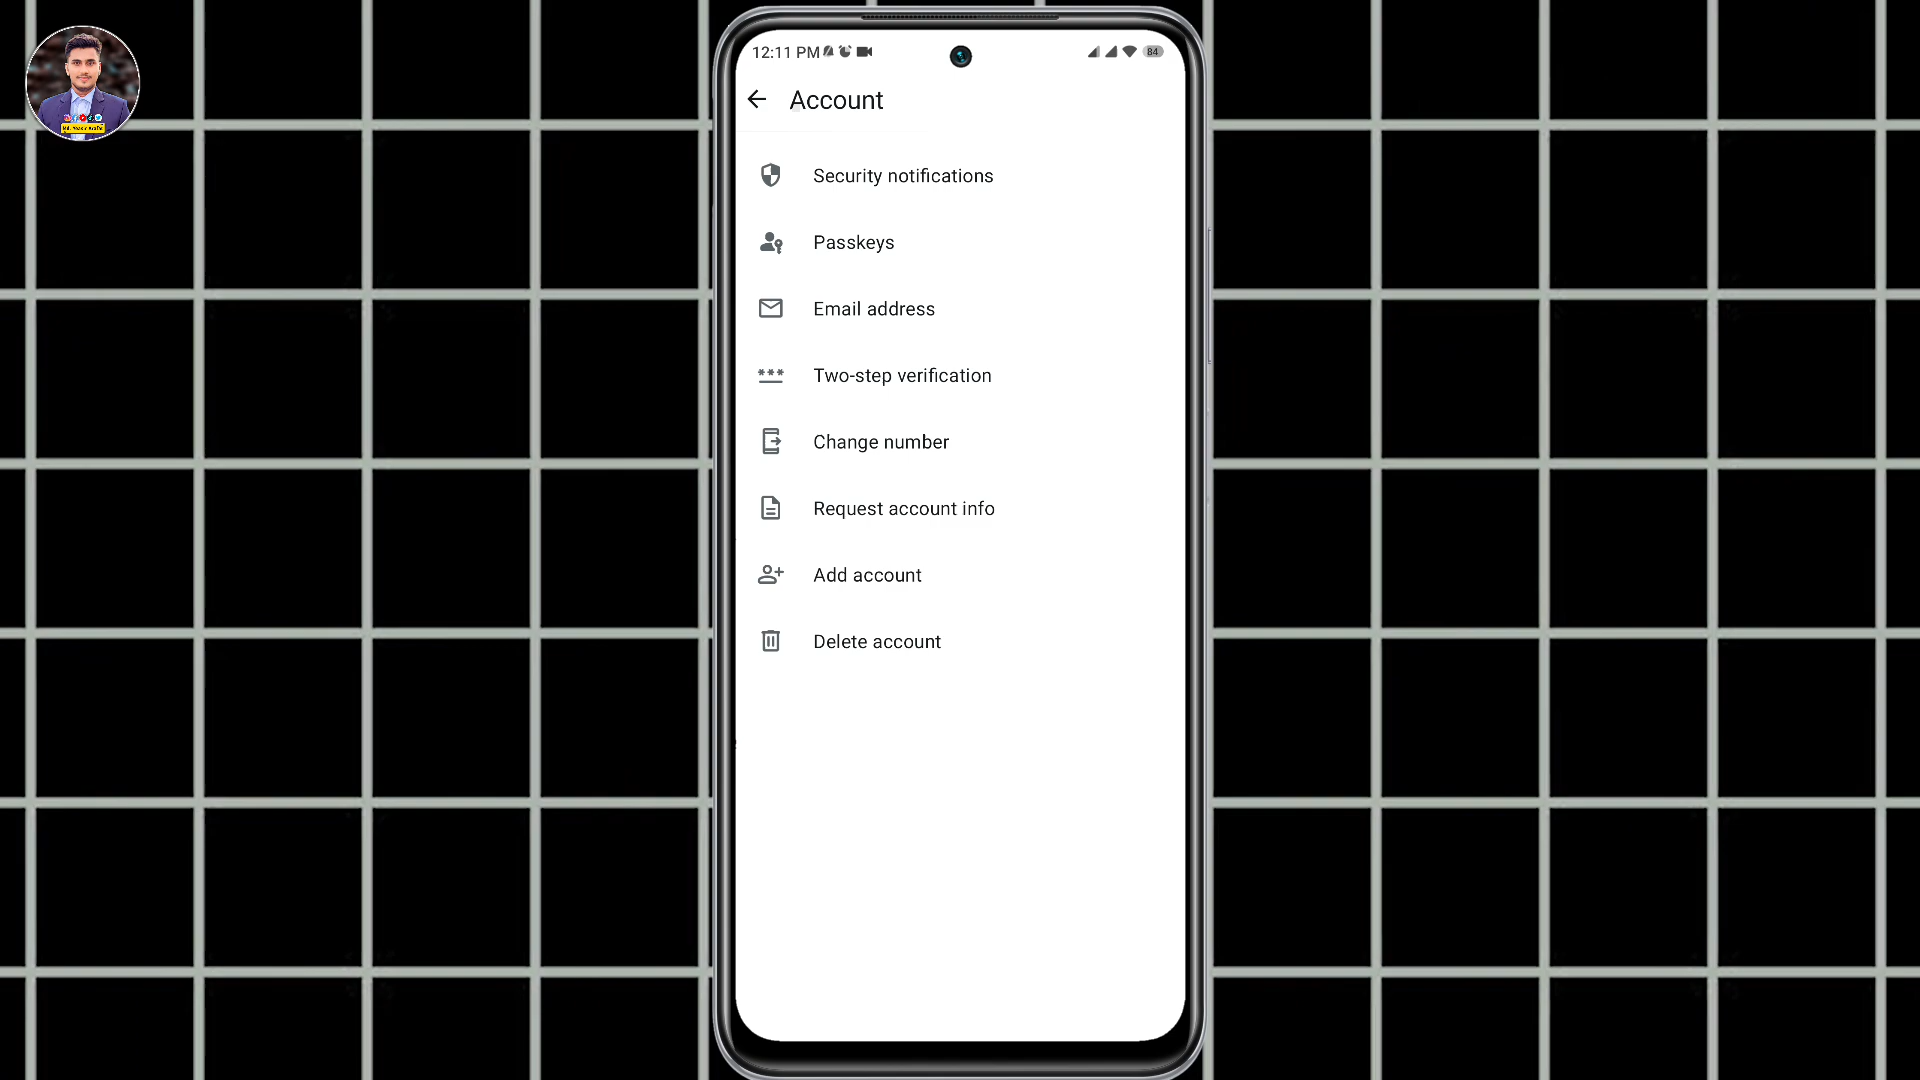 12:11 PM
84
Account
Security notifications
Passkeys
Email address
Two-step verification
Change number
Request account info
Add account
Delete account